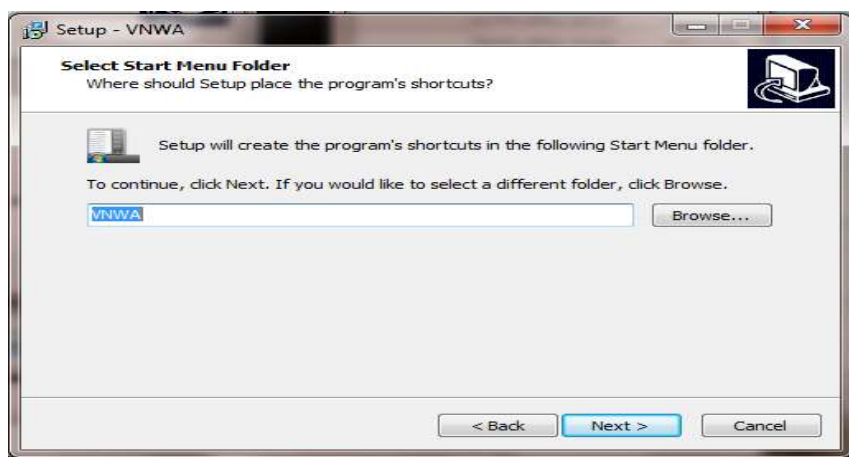 Setup - VNWA
Select Start Menu Folder
Where should Setup place the program's shortcuts?
Setup will create the program's shortcuts in the following Start Menu folder.
To continue, click Next. If you would like to select a different folder, click Browse.
VNWA
Browse...
< Back
Next >
Cancel